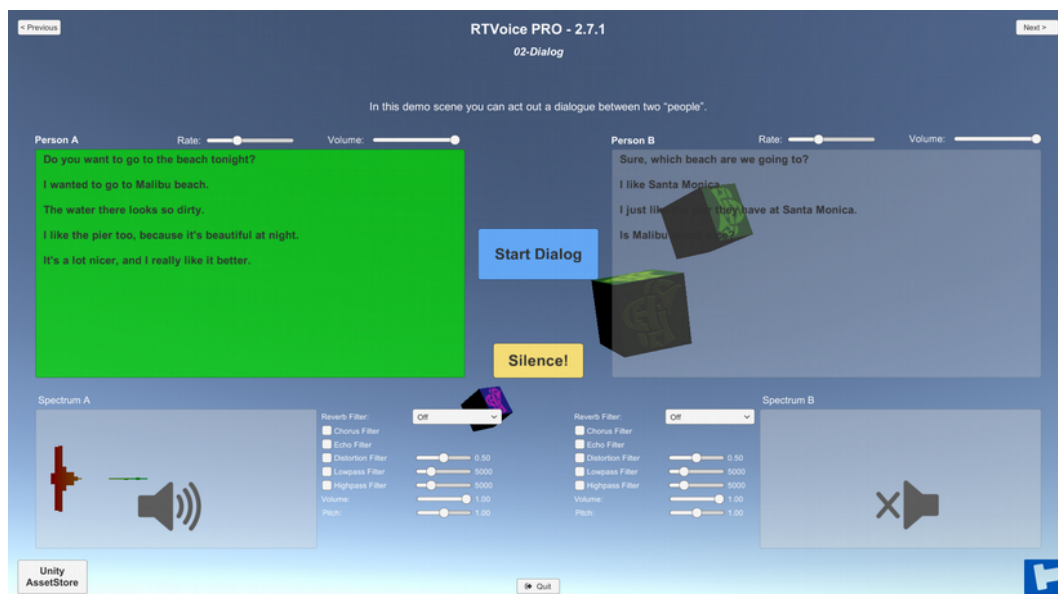 < Previous
RTVoice PRO - 2.7.1
Next >
02-Dialog
In this demo scene you can act out a dialogue between two "people".
Person A
Rate:
Volume:
Do you want to go to the beach tonight?
I wanted to go to Malibu beach.
The water there looks so dirty.
I like the pier too, because it's beautiful at night.
It's a lot nicer, and I really like it better.
Person B
Rate:
Volume:
Sure, which beach are we going to?
I like Santa Monica
I just they have at Santa Monica.
Is Malibu
Start Dialog
Silence!
Spectrum A
Reverb Filter: Off
Chorus Filter
Echo Filter
Distortion Filter 0.50
Lowpass Filter 5000
Highpass Filter 5000
Volume: 1.00
Pitch: 1.00
Reverb Filter: Off
Chorus Filter
Echo Filter
Distortion Filter 0.50
Lowpass Filter 5000
Highpass Filter 5000
Volume: 1.00
Pitch: 1.00
Spectrum B
Unity
AssetStore
Quit